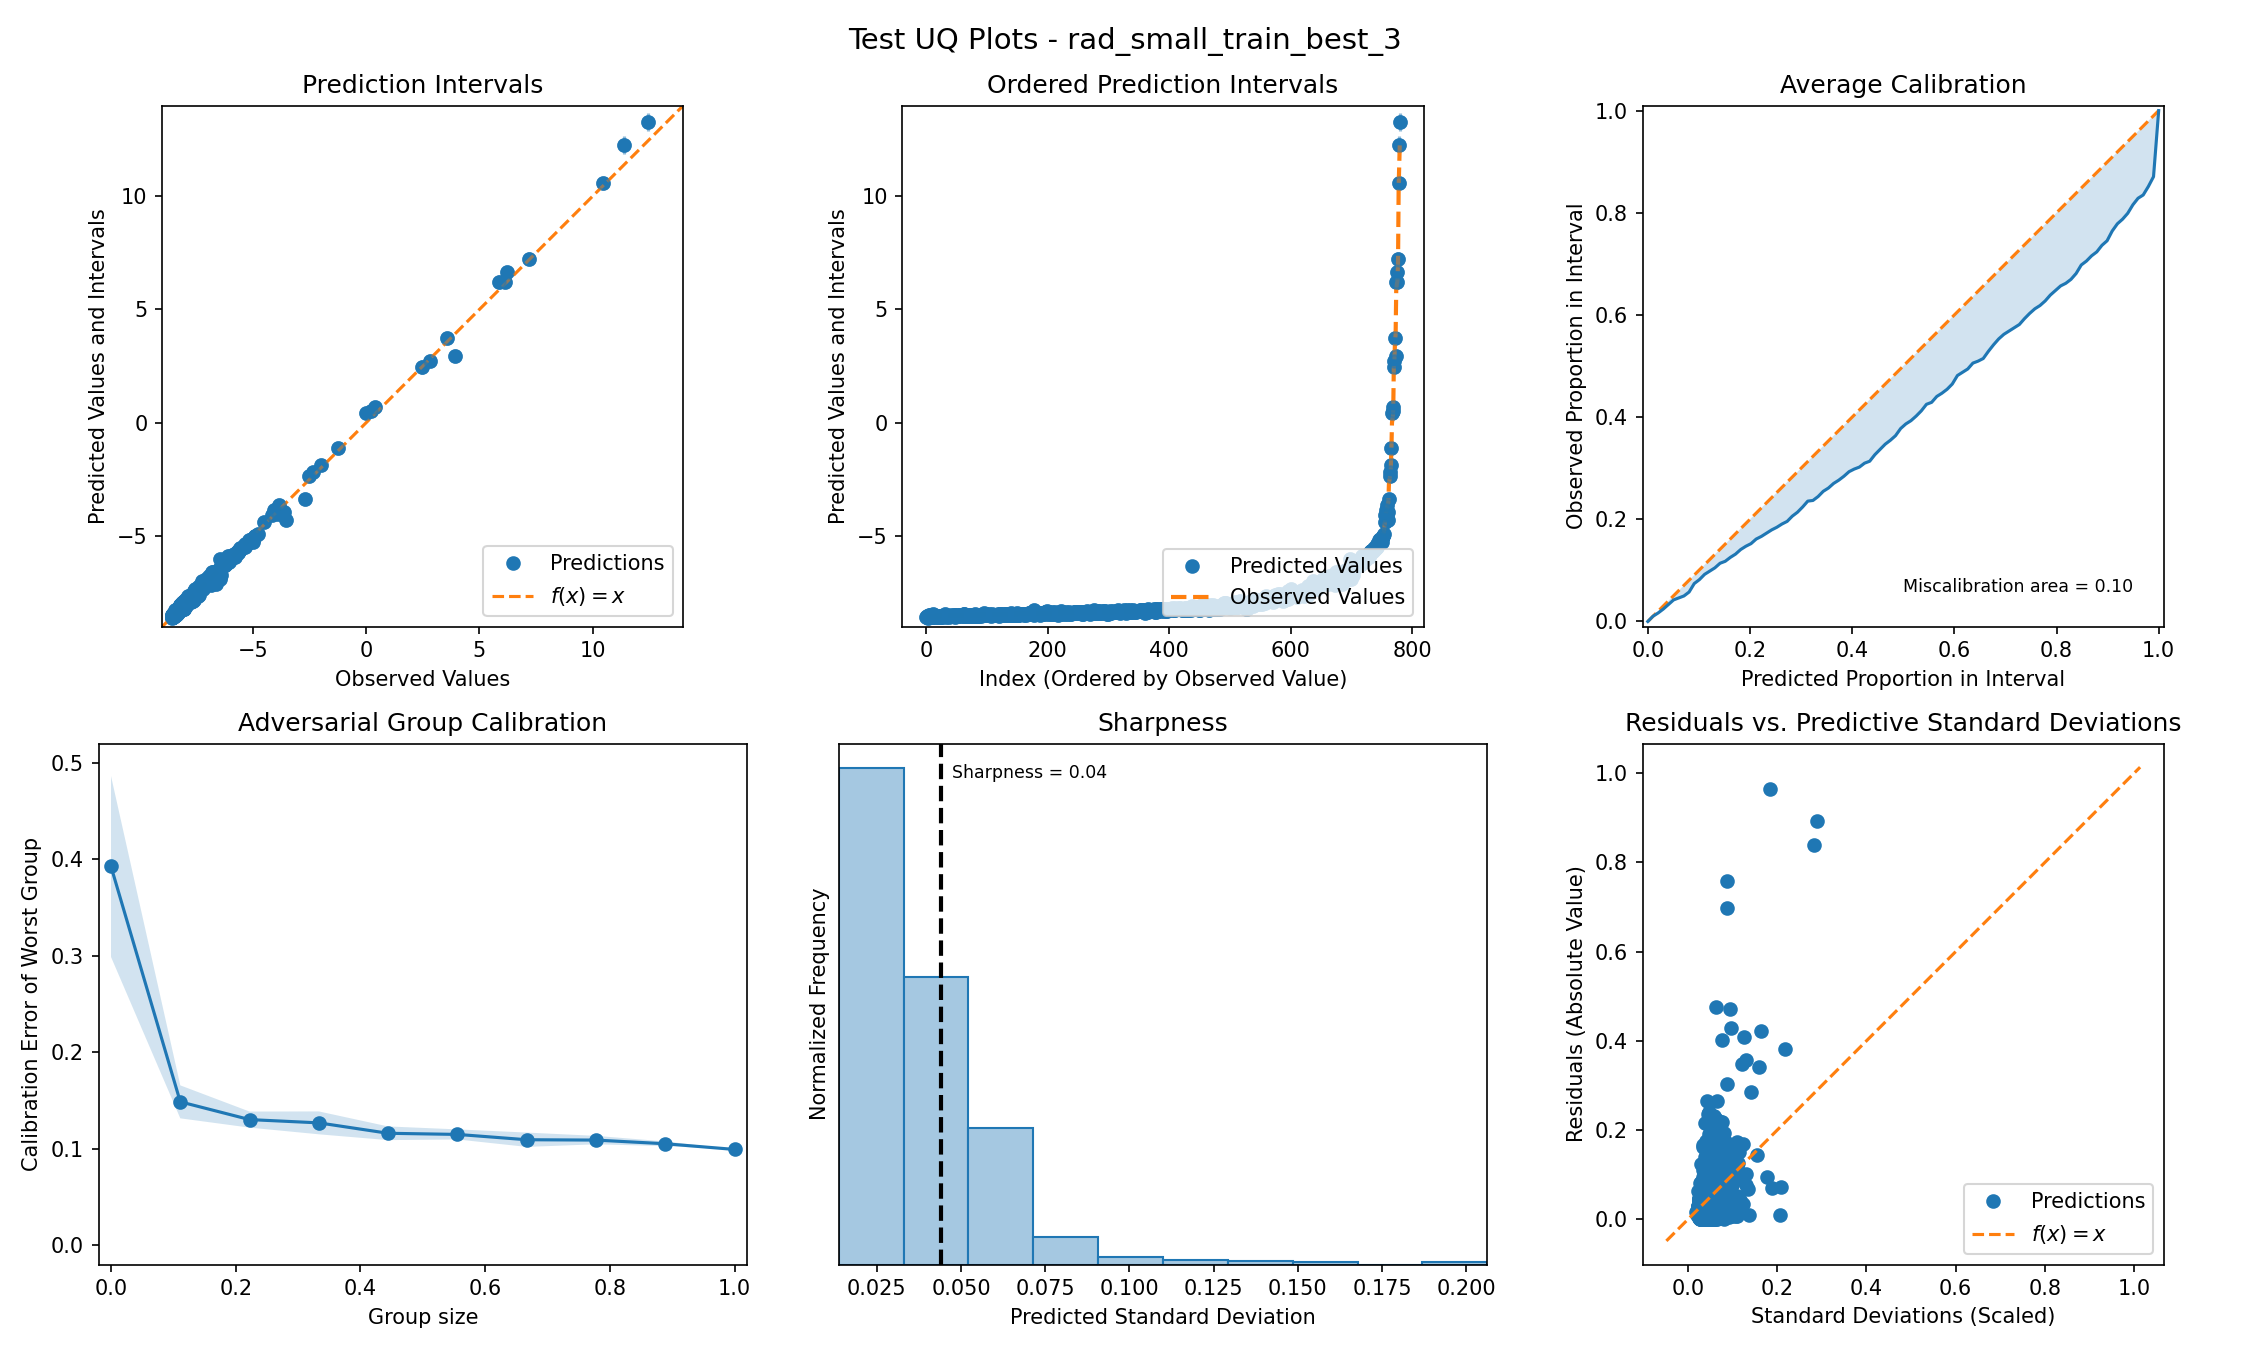 Test UQ Plots - rad_small_train_best_3
Prediction Intervals
Predicted Values and Intervals
10
5
0
−5
Predictions
f(x) = x
−5 0 5 10
Observed Values
Ordered Prediction Intervals
Predicted Values and Intervals
10
5
0
−5
Predicted Values
Observed Values
0 200 400 600 800
Index (Ordered by Observed Value)
Average Calibration
Observed Proportion in Interval
1.0
0.8
0.6
0.4
0.2
0.0
Miscalibration area = 0.10
0.0 0.2 0.4 0.6 0.8 1.0
Predicted Proportion in Interval
Adversarial Group Calibration
Calibration Error of Worst Group
0.5
0.4
0.3
0.2
0.1
0.0
0.0 0.2 0.4 0.6 0.8 1.0
Group size
Sharpness
Normalized Frequency
Sharpness = 0.04
0.025 0.050 0.075 0.100 0.125 0.150 0.175 0.200
Predicted Standard Deviation
Residuals vs. Predictive Standard Deviations
Residuals (Absolute Value)
1.0
0.8
0.6
0.4
0.2
0.0
Predictions
f(x) = x
0.0 0.2 0.4 0.6 0.8 1.0
Standard Deviations (Scaled)